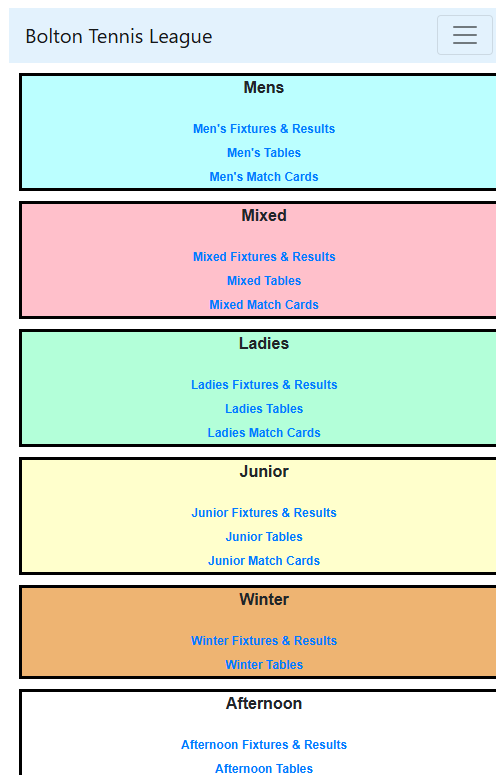 Bolton Tennis League
Mens
Men's Fixtures & Results
Men's Tables
Men's Match Cards
Mixed
Mixed Fixtures & Results
Mixed Tables
Mixed Match Cards
Ladies
Ladies Fixtures & Results
Ladies Tables
Ladies Match Cards
Junior
Junior Fixtures & Results
Junior Tables
Junior Match Cards
Winter
Winter Fixtures & Results
Winter Tables
Afternoon
Afternoon Fixtures & Results
Afternoon Tables